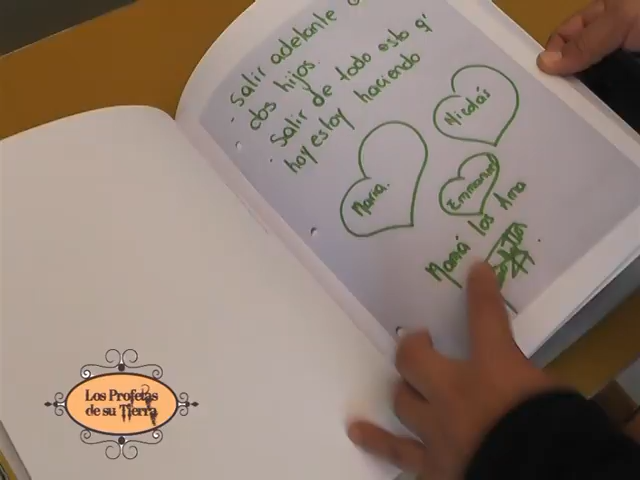 - Salir adelante
dos hijos.
- Salir de todo esto q'
hoy estoy haciendo
Nicolás
Maria.
Emmanuel
Mamá los Ama
Los Profetas
de su Tierra